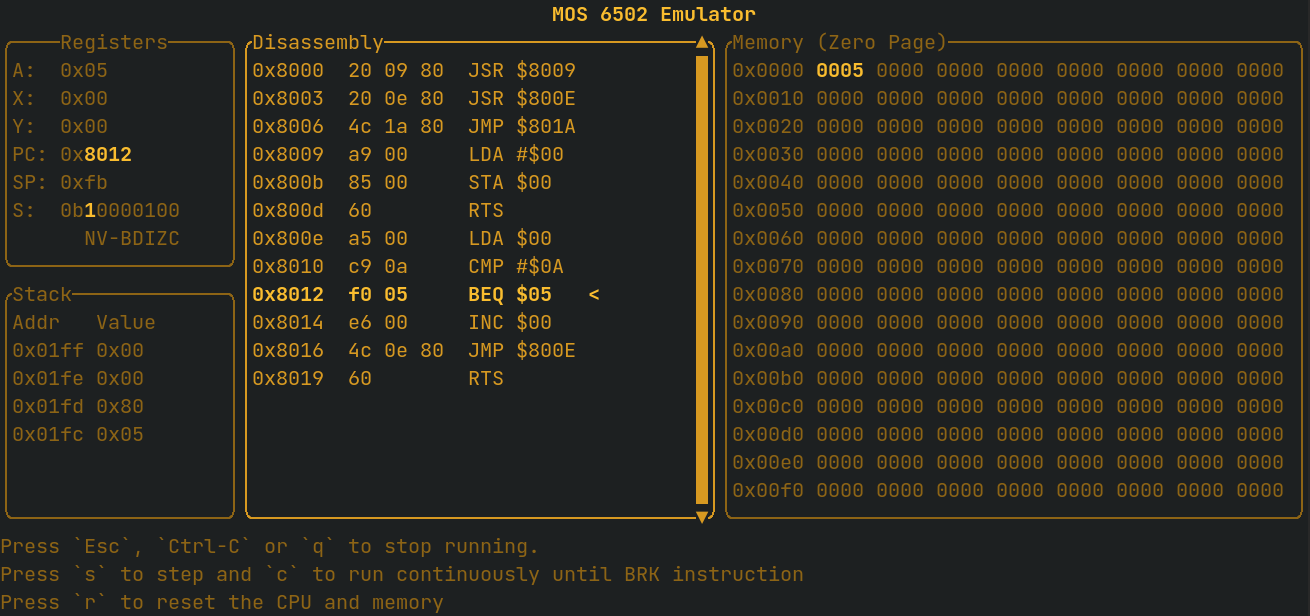 MOS 6502 Emulator
Registers
A: 0x05
X: 0x00
Y: 0x00
PC: 0x8012
SP: 0xfb
S: 0b10000100
NV-BDIZC
Stack
Addr Value
0x01ff 0x00
0x01fe 0x00
0x01fd 0x80
0x01fc 0x05
Disassembly
0x8000 20 09 80 JSR $8009
0x8003 20 0e 80 JSR $800E
0x8006 4c 1a 80 JMP $801A
0x8009 a9 00 LDA #$00
0x800b 85 00 STA $00
0x800d 60 RTS
0x800e a5 00 LDA $00
0x8010 c9 0a CMP #$0A
0x8012 f0 05 BEQ $05 <
0x8014 e6 00 INC $00
0x8016 4c 0e 80 JMP $800E
0x8019 60 RTS
Memory (Zero Page)
0x0000 0005 0000 0000 0000 0000 0000 0000 0000
0x0010 0000 0000 0000 0000 0000 0000 0000 0000
0x0020 0000 0000 0000 0000 0000 0000 0000 0000
0x0030 0000 0000 0000 0000 0000 0000 0000 0000
0x0040 0000 0000 0000 0000 0000 0000 0000 0000
0x0050 0000 0000 0000 0000 0000 0000 0000 0000
0x0060 0000 0000 0000 0000 0000 0000 0000 0000
0x0070 0000 0000 0000 0000 0000 0000 0000 0000
0x0080 0000 0000 0000 0000 0000 0000 0000 0000
0x0090 0000 0000 0000 0000 0000 0000 0000 0000
0x00a0 0000 0000 0000 0000 0000 0000 0000 0000
0x00b0 0000 0000 0000 0000 0000 0000 0000 0000
0x00c0 0000 0000 0000 0000 0000 0000 0000 0000
0x00d0 0000 0000 0000 0000 0000 0000 0000 0000
0x00e0 0000 0000 0000 0000 0000 0000 0000 0000
0x00f0 0000 0000 0000 0000 0000 0000 0000 0000
Press `Esc`, `Ctrl-C` or `q` to stop running.
Press `s` to step and `c` to run continuously until BRK instruction
Press `r` to reset the CPU and memory